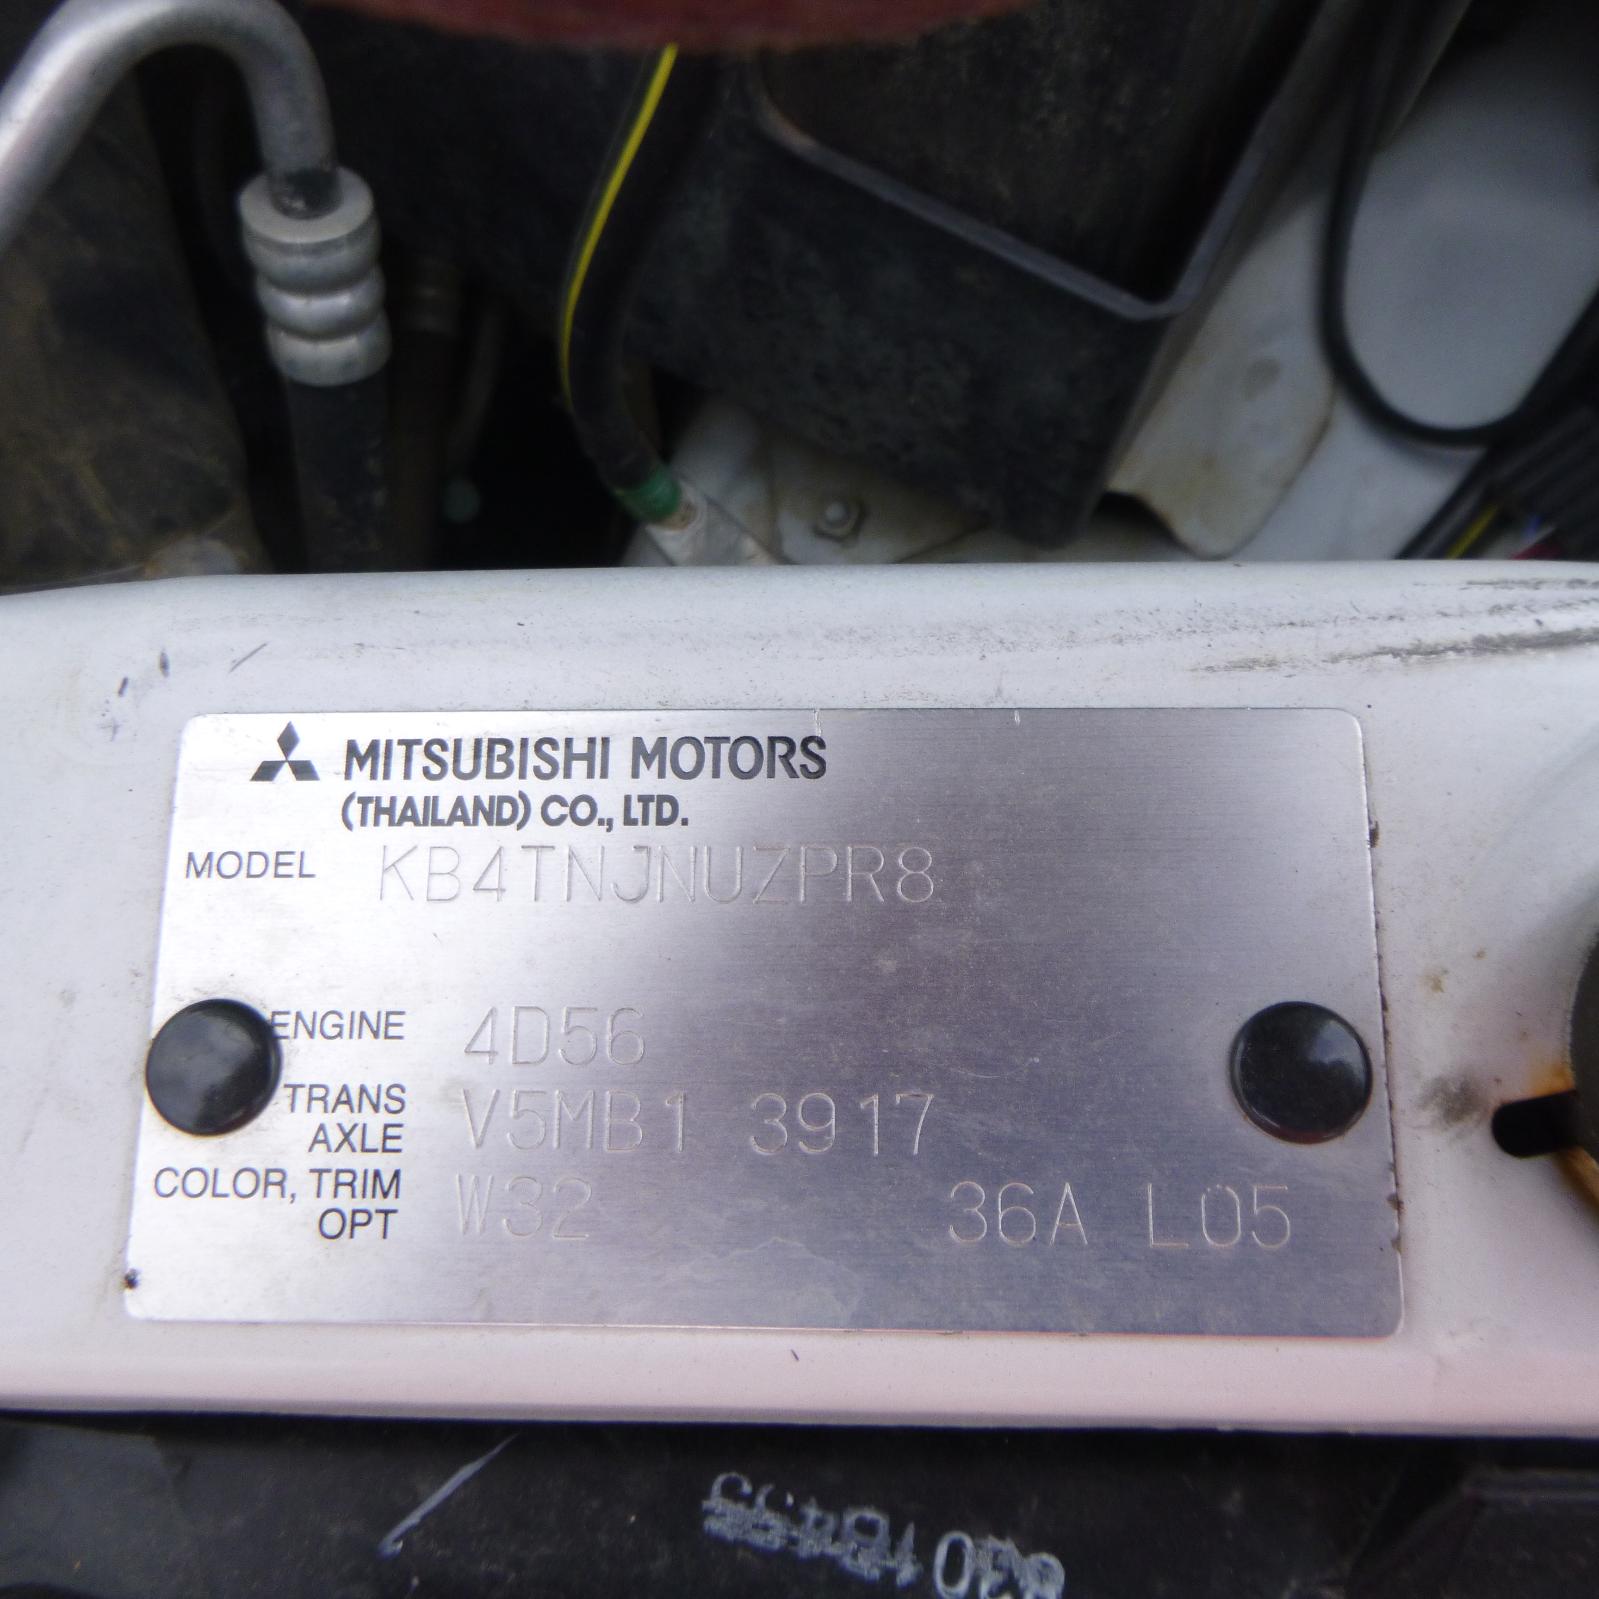 MITSUBISHI MOTORS
(THAILAND) CO., LTD.
MODEL KB4TNJNUZPR8
ENGINE 4D56
TRANS AXLE V5MB1 3917
COLOR, TRIM OPT W32 36A L05